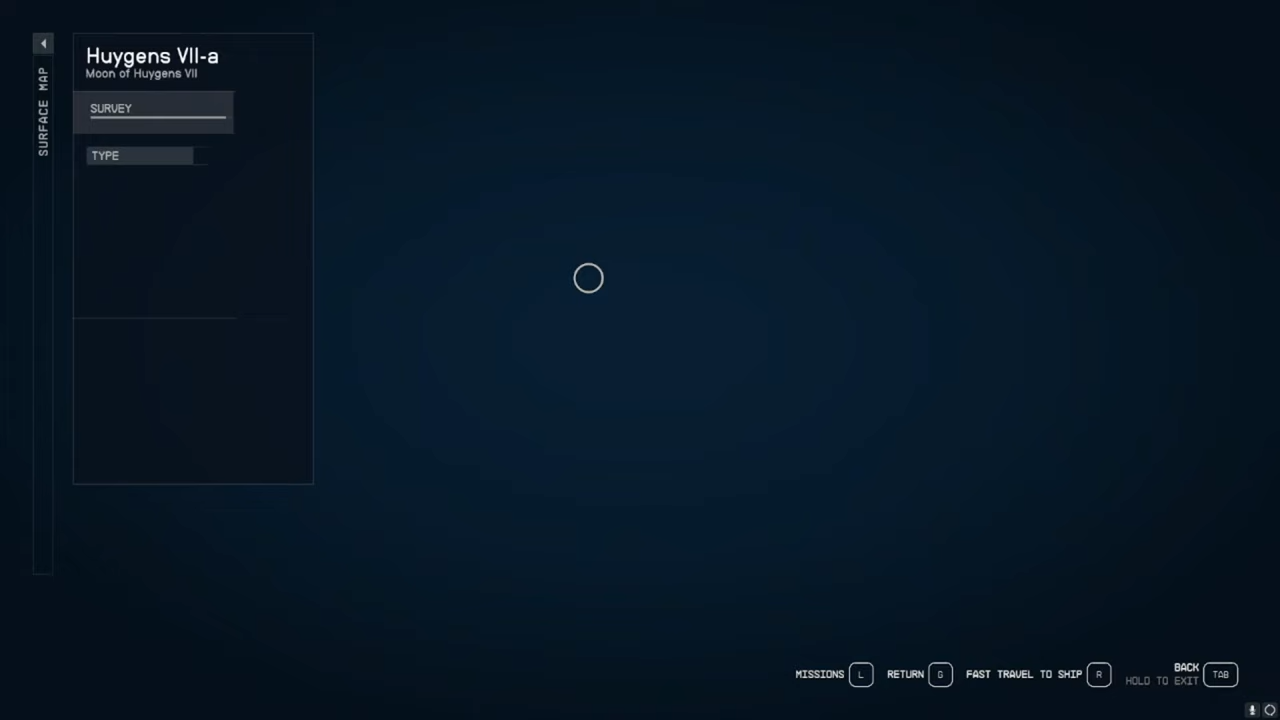 Huygens VII-a
Moon of Huygens VII
SURFACE MAP
SURVEY
TYPE
MISSIONS L
RETURN G
FAST TRAVEL TO SHIP R
BACK
HOLD TO EXIT
TAB